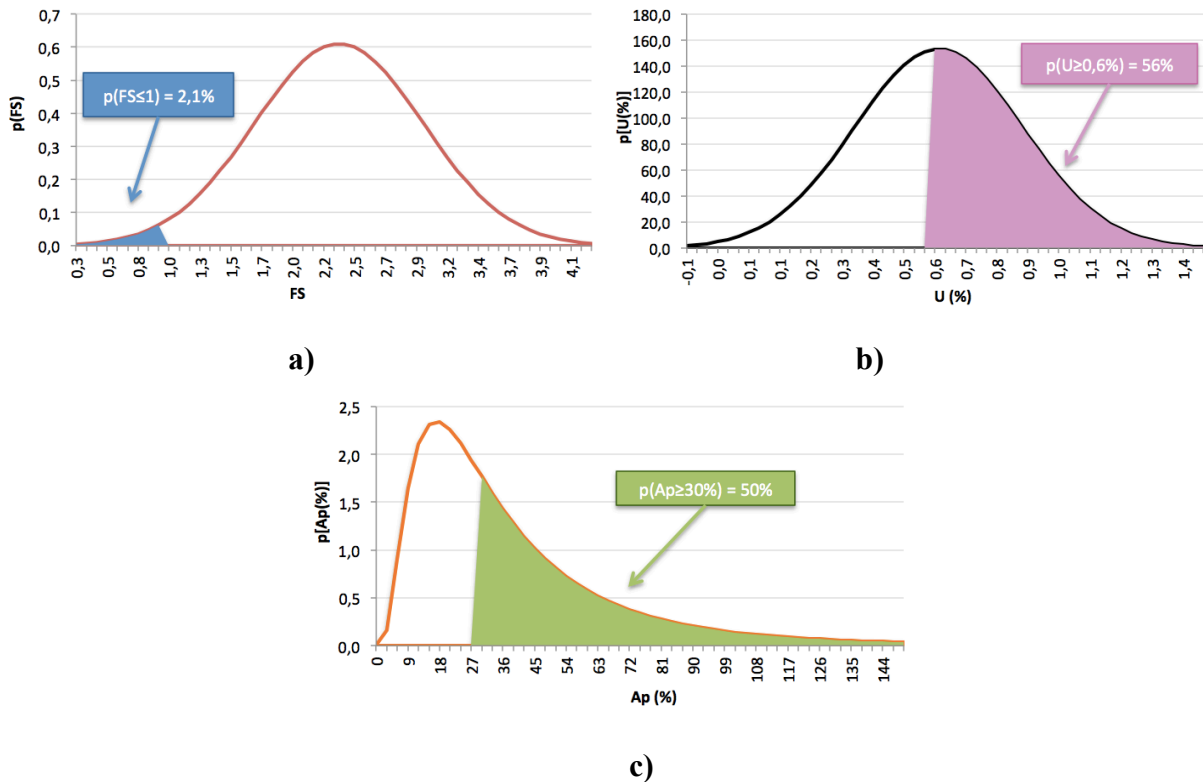 0,7
0,6
0,5
0,4
0,3
0,2
0,1
0,0
p(FS)
p(FS≤1) = 2,1%
0,3 0,5 0,8 1,0 1,3 1,5 1,7 2,0 2,2 2,5 2,7 2,9 3,2 3,4 3,7 3,9 4,1
FS
a)
180,0
160,0
140,0
120,0
100,0
80,0
60,0
40,0
20,0
0,0
p[U(%)]
p(U≥0,6%) = 56%
-0,1 0,0 0,1 0,2 0,2 0,3 0,4 0,5 0,6 0,7 0,8 0,9 1,0 1,1 1,2 1,3 1,4
U (%)
b)
2,5
2,0
1,5
1,0
0,5
0,0
p[Ap(%)]
p(Ap≥30%) = 50%
0 9 18 27 36 45 54 63 72 81 90 99 108 117 126 135 144
Ap (%)
c)